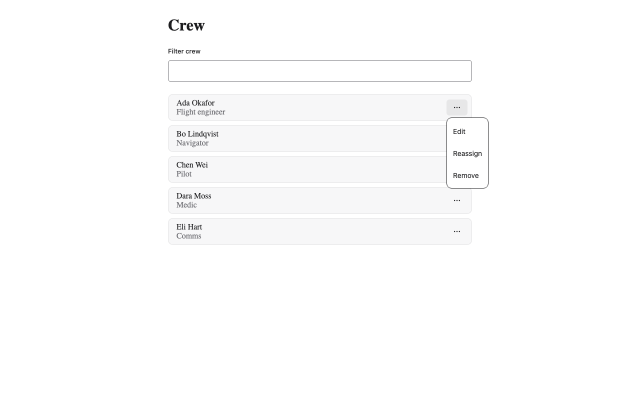 Crew
Filter crew
Ada Okafor
Flight engineer
...
Edit
Reassign
Remove
Bo Lindqvist
Navigator
Chen Wei
Pilot
Dara Moss
Medic
...
Eli Hart
Comms
...